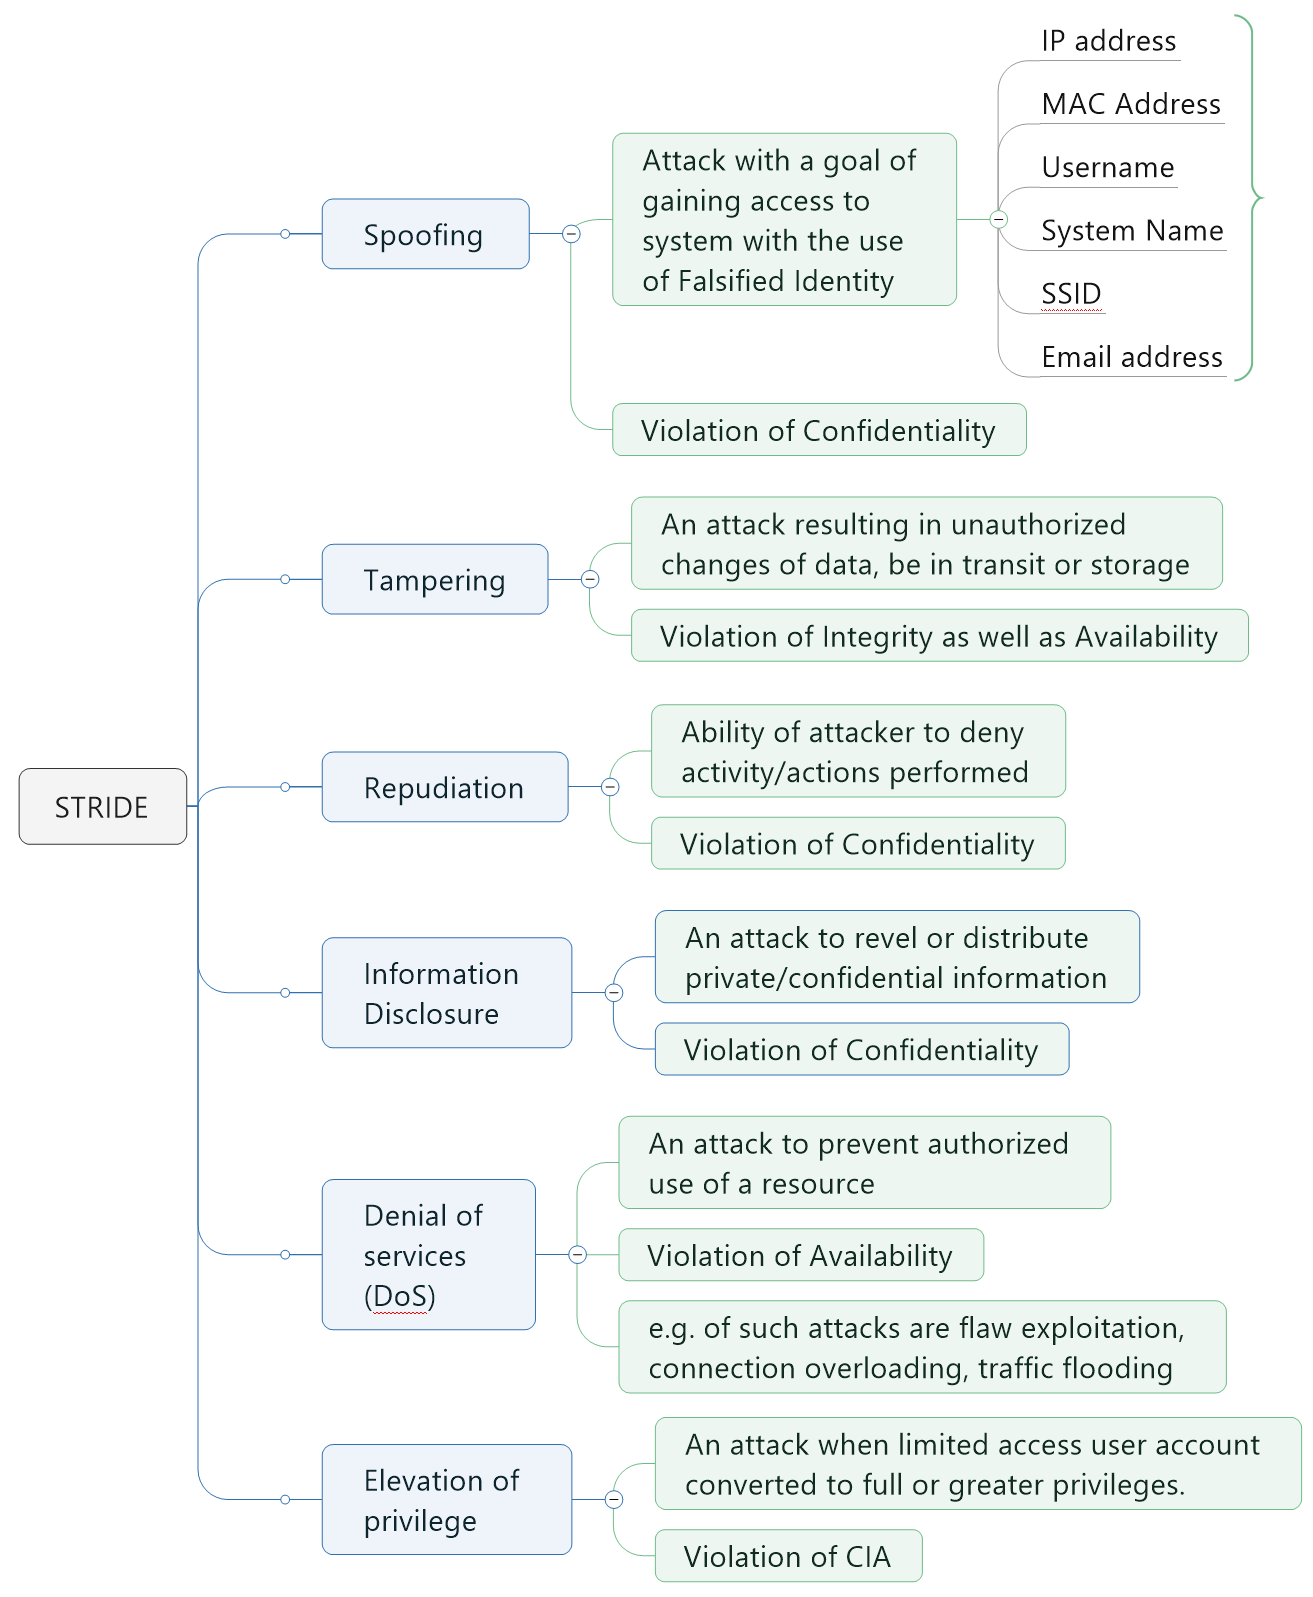 STRIDE
Spoofing
Attack with a goal of
gaining access to
system with the use
of Falsified Identity
IP address
MAC Address
Username
System Name
SSID
Email address
Violation of Confidentiality
Tampering
An attack resulting in unauthorized
changes of data, be in transit or storage
Violation of Integrity as well as Availability
Repudiation
Ability of attacker to deny
activity/actions performed
Violation of Confidentiality
Information
Disclosure
An attack to revel or distribute
private/confidential information
Violation of Confidentiality
Denial of
services
(DoS)
An attack to prevent authorized
use of a resource
Violation of Availability
e.g. of such attacks are flaw exploitation,
connection overloading, traffic flooding
Elevation of
privilege
An attack when limited access user account
converted to full or greater privileges.
Violation of CIA